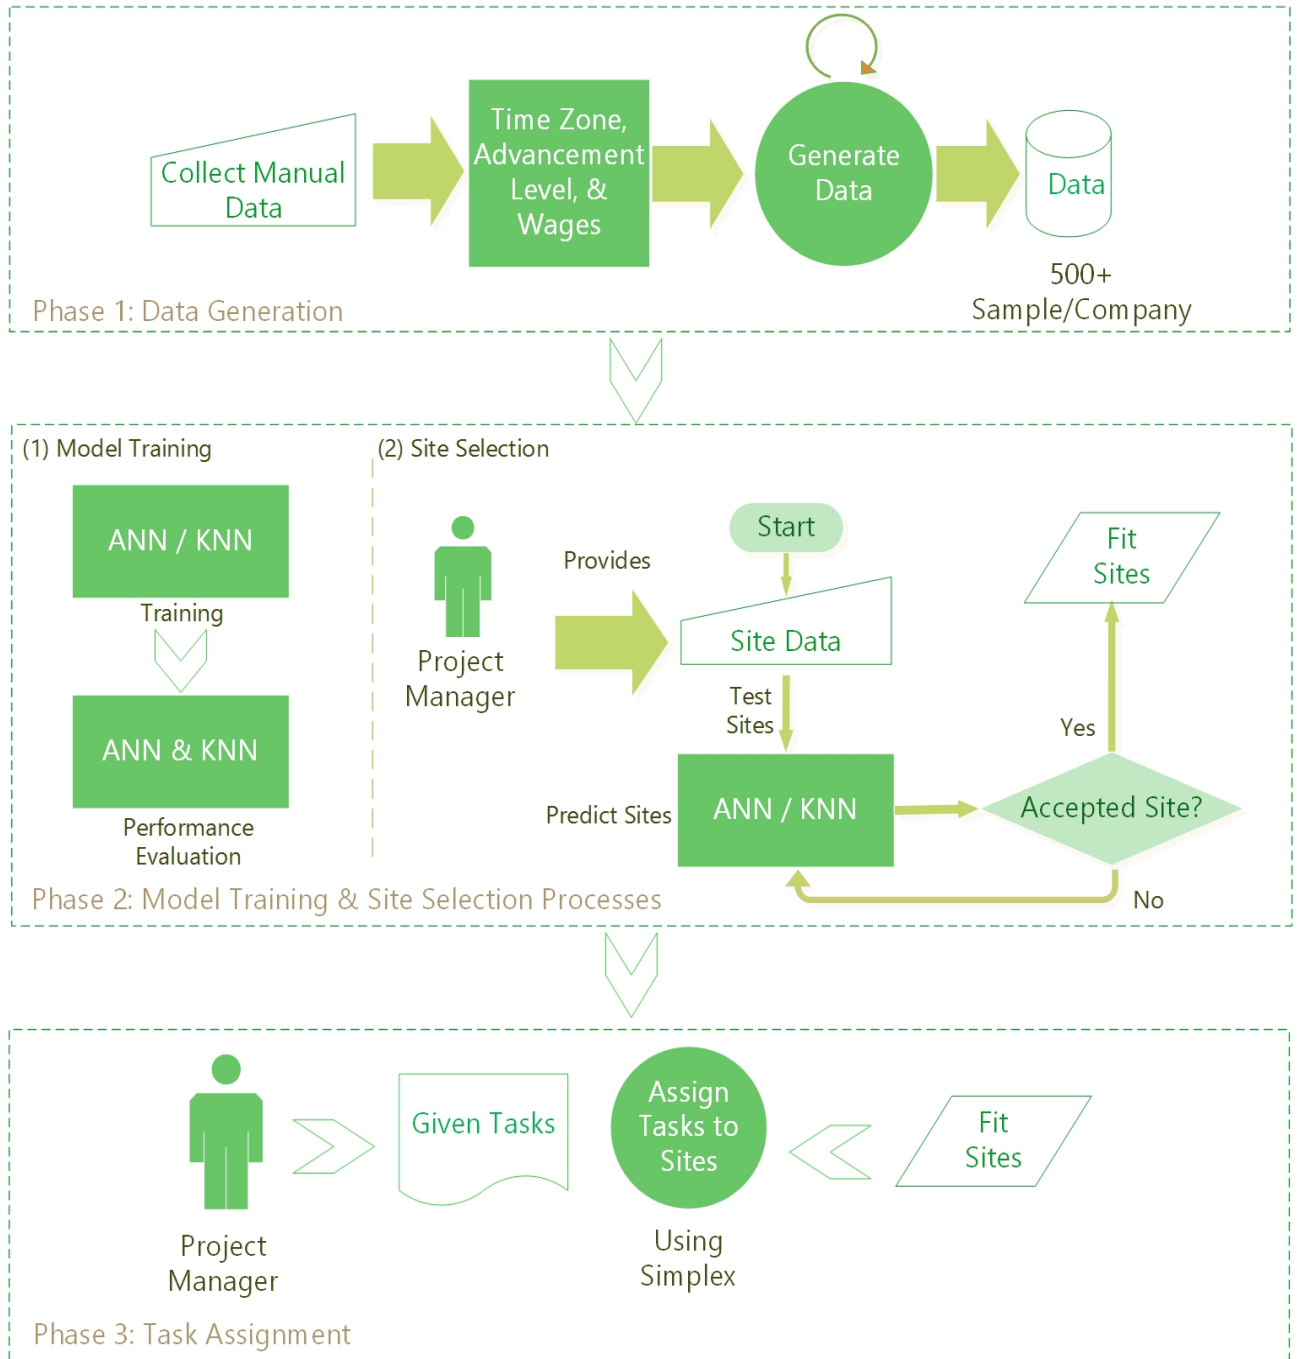 Collect Manual
Data
Time Zone,
Advancement
Level, &
Wages
Generate
Data
Data
500+
Sample/Company
Phase 1: Data Generation
(1) Model Training
ANN / KNN
Training
ANN & KNN
Performance
Evaluation
(2) Site Selection
Project
Manager
Provides
Start
Site Data
Test
Sites
Predict Sites
ANN / KNN
Accepted Site?
Yes
No
Fit
Sites
Phase 2: Model Training & Site Selection Processes
Project
Manager
Given Tasks
Assign
Tasks to
Sites
Using
Simplex
Fit
Sites
Phase 3: Task Assignment